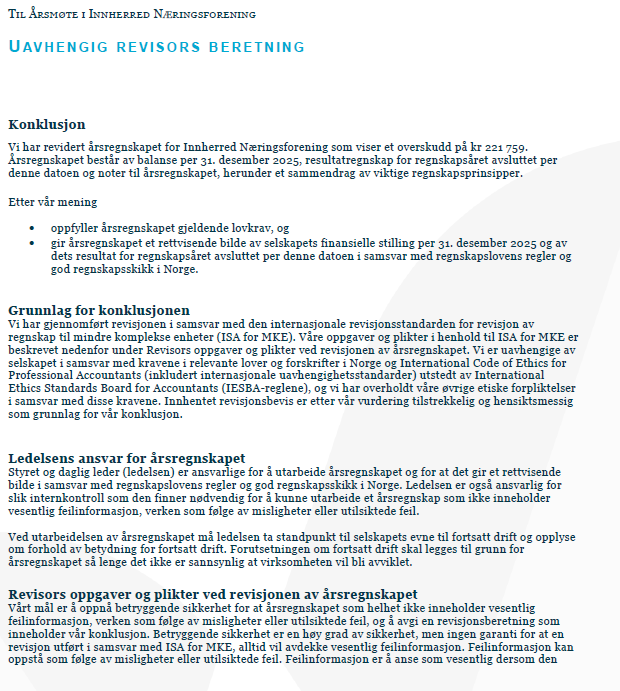 Til Årsmøte i Innherred Næringsforening
Uavhengig revisors beretning
Konklusjon
Vi har revidert årsregnskapet for Innherred Næringsforening som viser et overskudd på kr 221 759.
Årsregnskapet består av balanse per 31. desember 2025, resultatregnskap for regnskapsåret avsluttet per
denne datoen og noter til årsregnskapet, herunder et sammendrag av viktige regnskapsprinsipper.
Etter vår mening
• oppfyller årsregnskapet gjeldende lovkrav, og
• gir årsregnskapet et rettvisende bilde av selskapets finansielle stilling per 31. desember 2025 og av
dets resultat for regnskapsåret avsluttet per denne datoen i samsvar med regnskapslovens regler og
god regnskapsskikk i Norge.
Grunnlag for konklusjonen
Vi har gjennomført revisjonen i samsvar med den internasjonale revisjonsstandarden for revisjon av
regnskap til mindre komplekse enheter (ISA for MKE). Våre oppgaver og plikter i henhold til ISA for MKE er
beskrevet nedenfor under Revisors oppgaver og plikter ved revisjonen av årsregnskapet. Vi er uavhengige av
selskapet i samsvar med kravene i relevante lover og forskrifter i Norge og International Code of Ethics for
Professional Accountants (inkludert internasjonale uavhengighetsstandarder) utstedt av International
Ethics Standards Board for Accountants (IESBA-reglene), og vi har overholdt våre øvrige etiske forpliktelser
i samsvar med disse kravene. Innhentet revisjonsbevis er etter vår vurdering tilstrekkelig og hensiktsmessig
som grunnlag for vår konklusjon.
Ledelsens ansvar for årsregnskapet
Styret og daglig leder (ledelsen) er ansvarlige for å utarbeide årsregnskapet og for at det gir et rettvisende
bilde i samsvar med regnskapslovens regler og god regnskapsskikk i Norge. Ledelsen er også ansvarlig for
slik internkontroll som den finner nødvendig for å kunne utarbeide et årsregnskap som ikke inneholder
vesentlig feilinformasjon, verken som følge av misligheter eller utilsiktede feil.
Ved utarbeidelsen av årsregnskapet må ledelsen ta standpunkt til selskapets evne til fortsatt drift og opplyse
om forhold av betydning for fortsatt drift. Forutsetningen om fortsatt drift skal legges til grunn for
årsregnskapet så lenge det ikke er sannsynlig at virksomheten vil bli avviklet.
Revisors oppgaver og plikter ved revisjonen av årsregnskapet
Vårt mål er å oppnå betryggende sikkerhet for at årsregnskapet som helhet ikke inneholder vesentlig
feilinformasjon, verken som følge av misligheter eller utilsiktede feil, og å avgi en revisjonsberetning som
inneholder vår konklusjon. Betryggende sikkerhet er en høy grad av sikkerhet, men ingen garanti for at en
revisjon utført i samsvar med ISA for MKE, alltid vil avdekke vesentlig feilinformasjon. Feilinformasjon kan
oppstå som følge av misligheter eller utilsiktede feil. Feilinformasjon er å anse som vesentlig dersom den